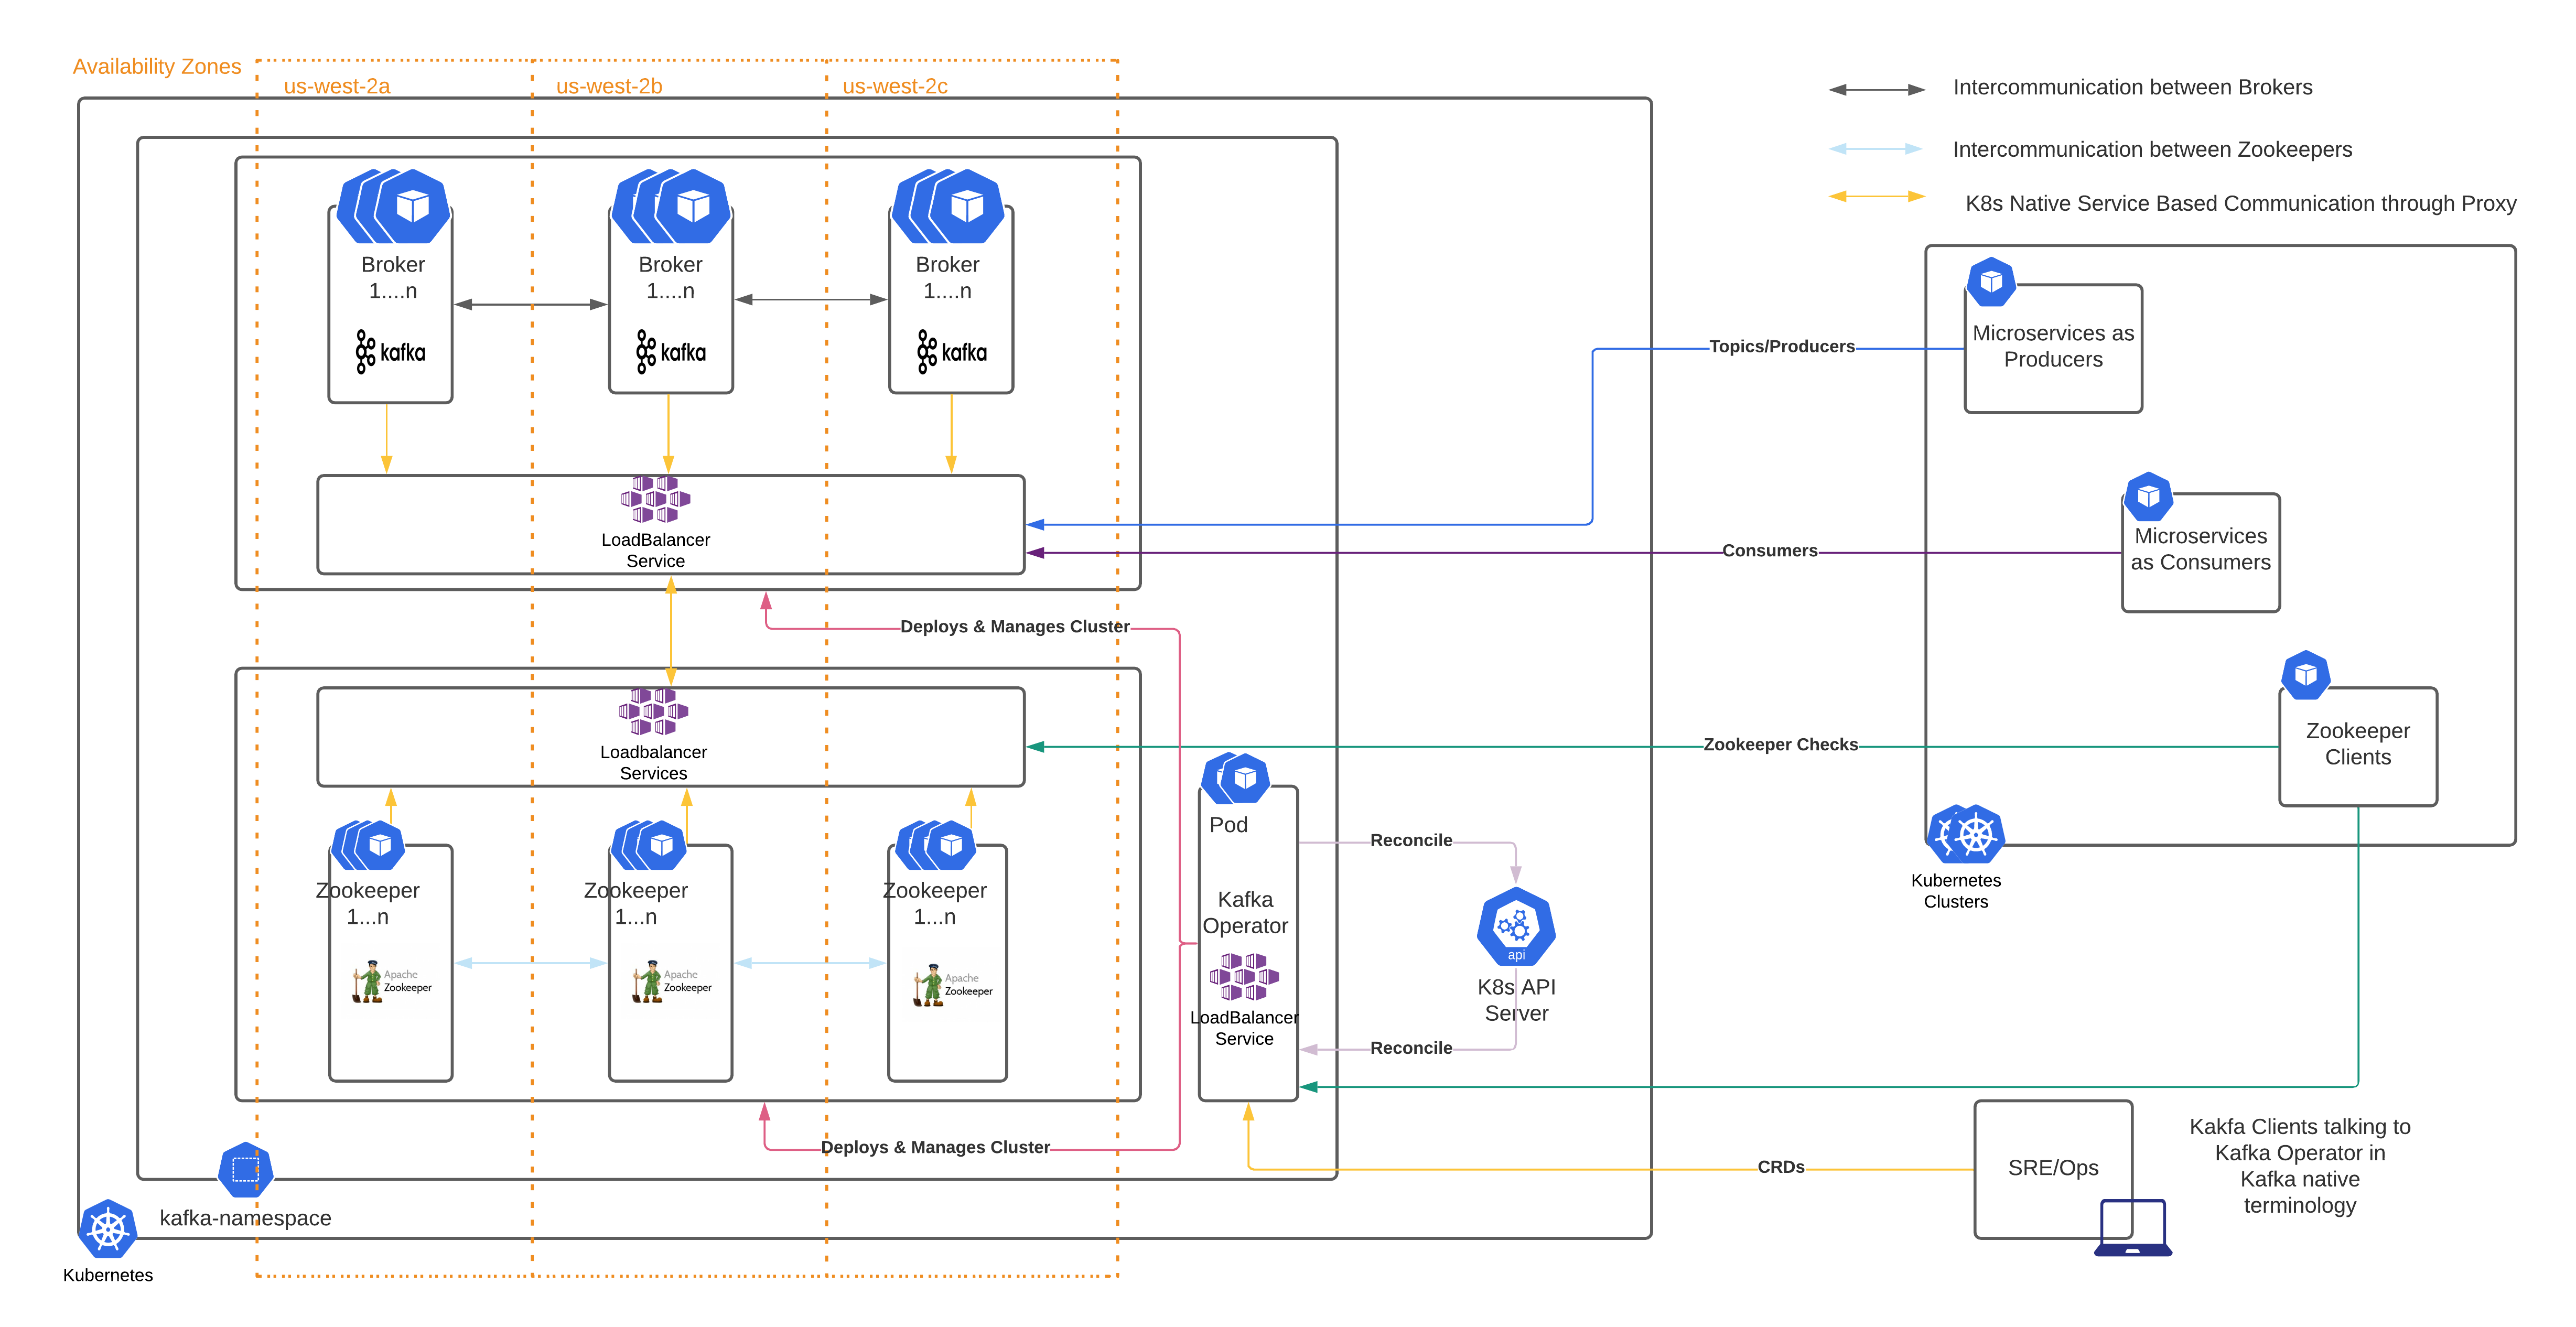 Availability Zones
us-west-2a
us-west-2b
us-west-2c
Intercommunication between Brokers
Intercommunication between Zookeepers
K8s Native Service Based Communication through Proxy
Broker
1....n
kafka
Broker
1....n
kafka
Broker
1....n
kafka
LoadBalancer
Service
Topics/Producers
Microservices as
Producers
Consumers
Microservices
as Consumers
Deploys & Manages Cluster
Loadbalancer
Services
Zookeeper Checks
Zookeeper
Clients
Kubernetes
Clusters
Zookeeper
1...n
Apache
Zookeeper
Zookeeper
1...n
Apache
Zookeeper
Zookeeper
1...n
Apache
Zookeeper
Pod
Kafka
Operator
LoadBalancer
Service
Reconcile
api
K8s API
Server
Reconcile
Deploys & Manages Cluster
CRDs
SRE/Ops
Kakfa Clients talking to
Kafka Operator in
Kafka native
terminology
kafka-namespace
Kubernetes